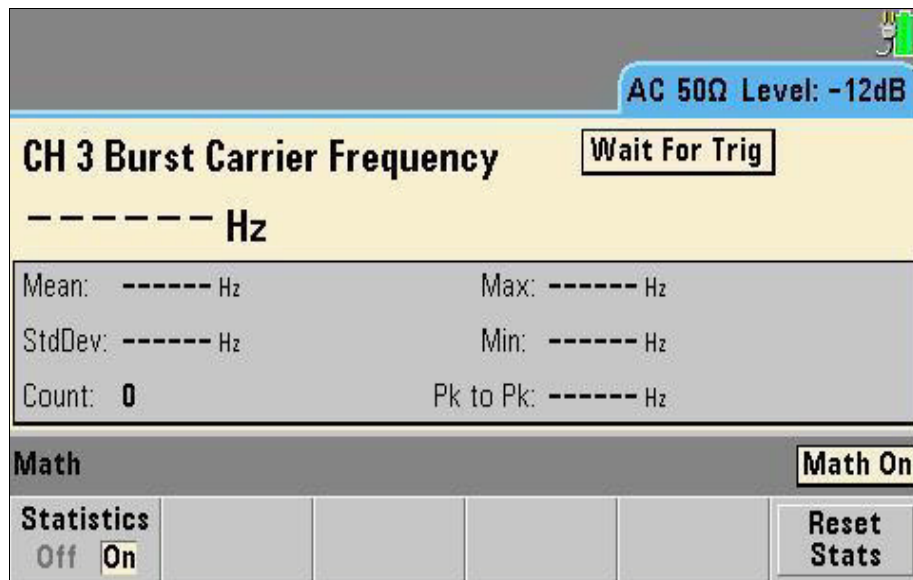 AC 50Ω Level: -12dB
CH 3 Burst Carrier Frequency
Wait For Trig
------ Hz
Mean: ------ Hz
Max: ------ Hz
StdDev: ------ Hz
Min: ------ Hz
Count: 0
Pk to Pk: ------ Hz
Math
Math On
Statistics
Off On
Reset
Stats